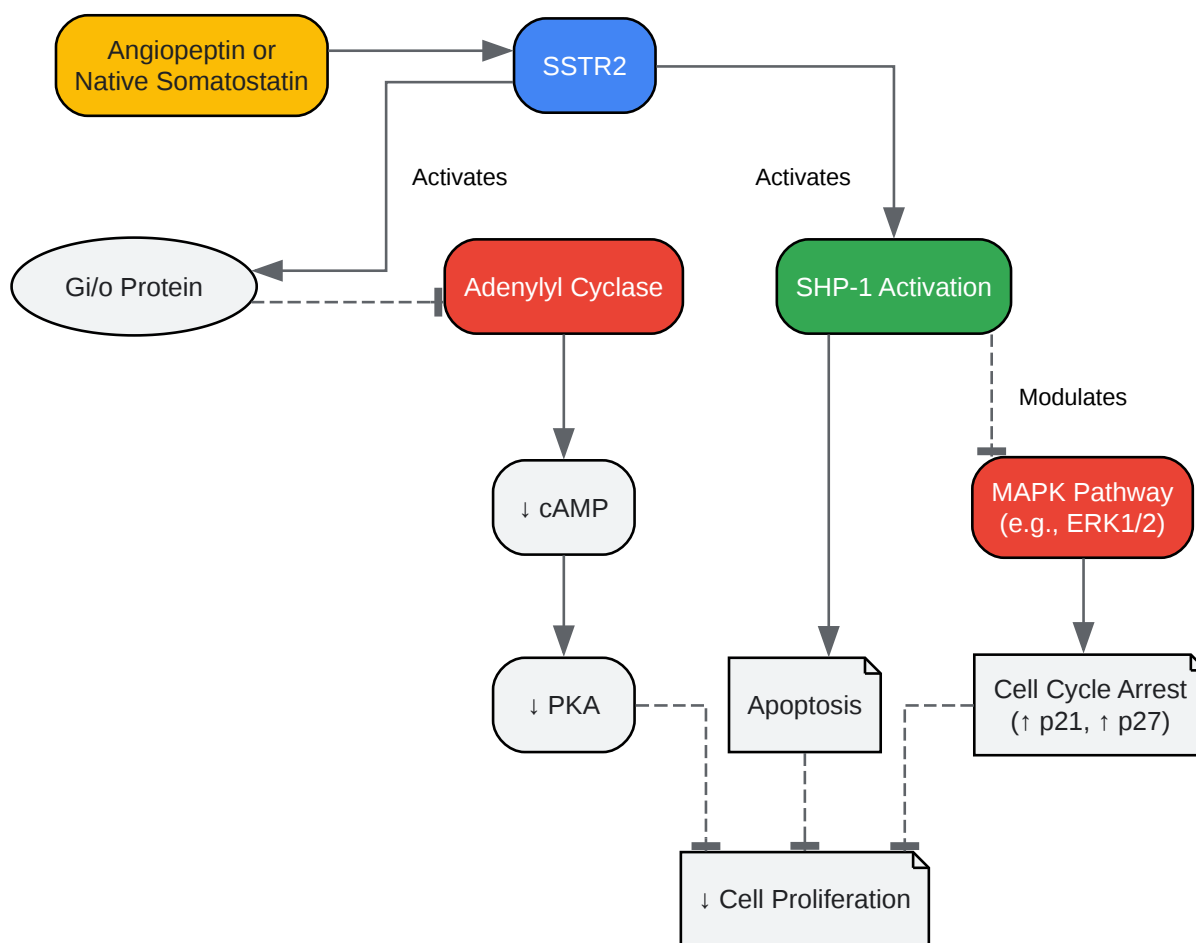 Angiopeptin or
Native Somatostatin
SSTR2
Activates
Activates
Gi/o Protein
Adenylyl Cyclase
SHP-1 Activation
Modulates
↓ cAMP
MAPK Pathway
(e.g., ERK1/2)
↓ PKA
Apoptosis
Cell Cycle Arrest
(↑ p21, ↑ p27)
↓ Cell Proliferation